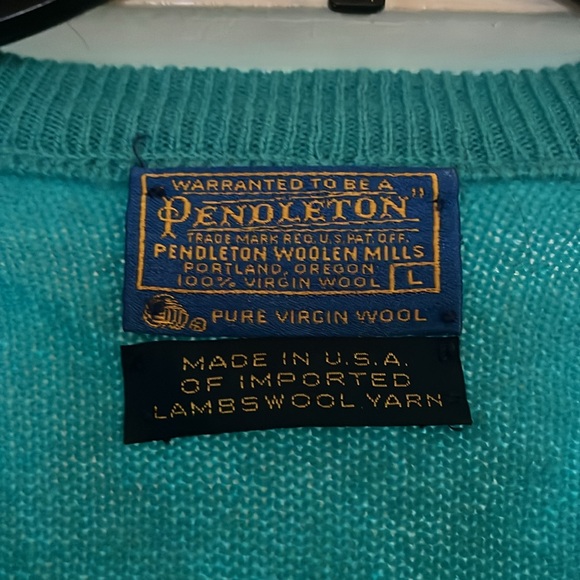 WARRANTED TO BE A
PENDLETON"
TRADE MARK REG. U.S. PAT. OFF.
PENDLETON WOOLEN MILLS
PORTLAND, OREGON
100% VIRGIN WOOL L
PURE VIRGIN WOOL
MADE IN U.S.A.
OF IMPORTED
LAMBSWOOL YARN